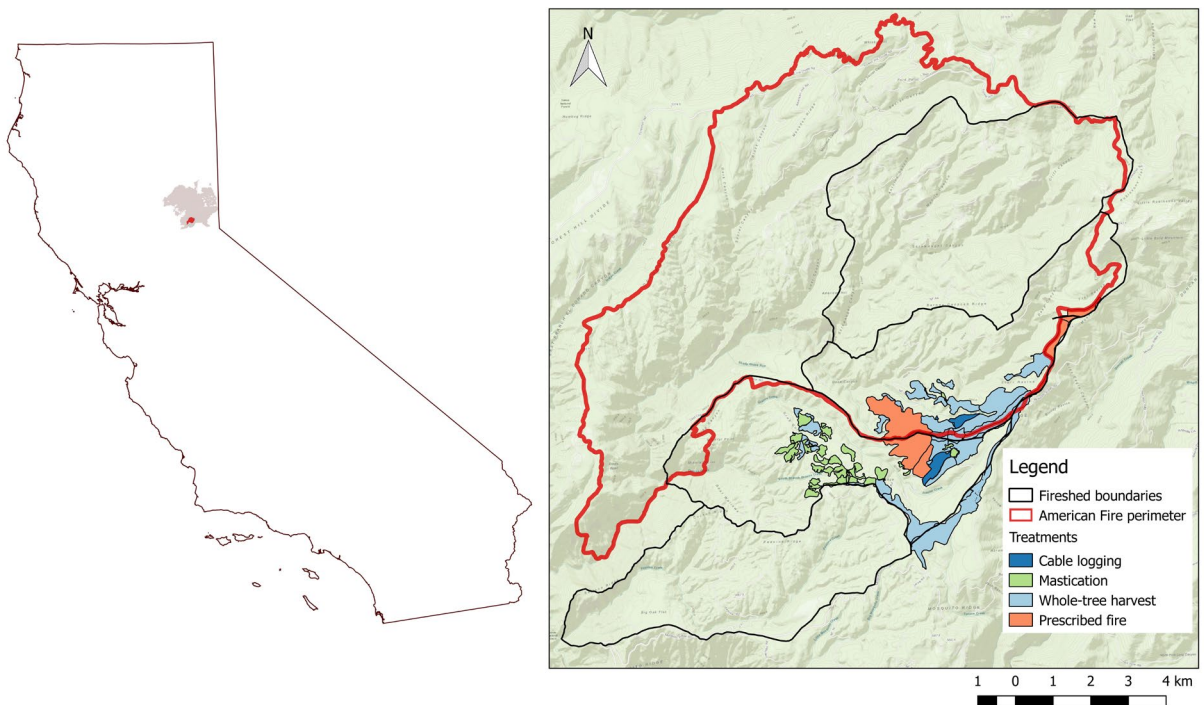 N
Legend
Fireshed boundaries
American Fire perimeter
Treatments
Cable logging
Mastication
Whole-tree harvest
Prescribed fire
1 0 1 2 3 4 km